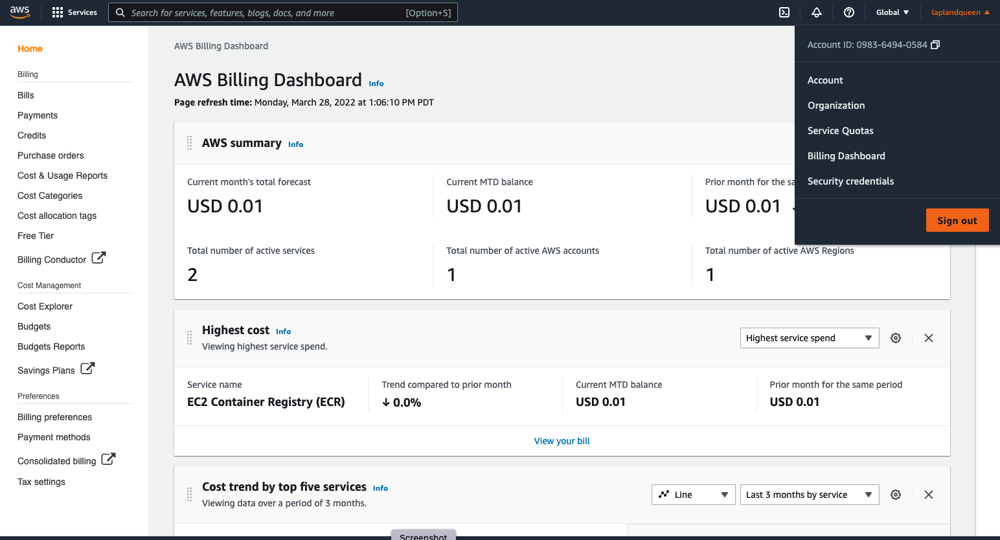 aws
Services
Search for services, features, blogs, docs, and more
[Option+S]
Global
laplandqueen
Account ID: 0983-6494-0584
Account
Organization
Service Quotas
Billing Dashboard
Security credentials
Sign out
Home
Billing
Bills
Payments
Credits
Purchase orders
Cost & Usage Reports
Cost Categories
Cost allocation tags
Free Tier
Billing Conductor
Cost Management
Cost Explorer
Budgets
Budgets Reports
Savings Plans
Preferences
Billing preferences
Payment methods
Consolidated billing
Tax settings
AWS Billing Dashboard
AWS Billing Dashboard Info
Page refresh time: Monday, March 28, 2022 at 1:06:10 PM PDT
AWS summary Info
Current month's total forecast
USD 0.01
Current MTD balance
USD 0.01
Prior month for the sa
USD 0.01
Total number of active services
2
Total number of active AWS accounts
1
Total number of active AWS Regions
1
Highest cost Info
Viewing highest service spend.
Highest service spend
Service name
EC2 Container Registry (ECR)
Trend compared to prior month
0.0%
Current MTD balance
USD 0.01
Prior month for the same period
USD 0.01
View your bill
Cost trend by top five services Info
Viewing data over a period of 3 months.
Line
Last 3 months by service
Screenshot